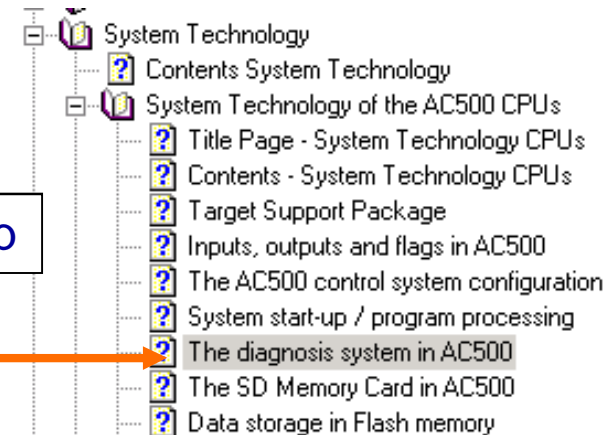 System Technology
Contents System Technology
System Technology of the AC500 CPUs
Title Page - System Technology CPUs
Contents - System Technology CPUs
Target Support Package
Inputs, outputs and flags in AC500
The AC500 control system configuration
System start-up / program processing
The diagnosis system in AC500
The SD Memory Card in AC500
Data storage in Flash memory